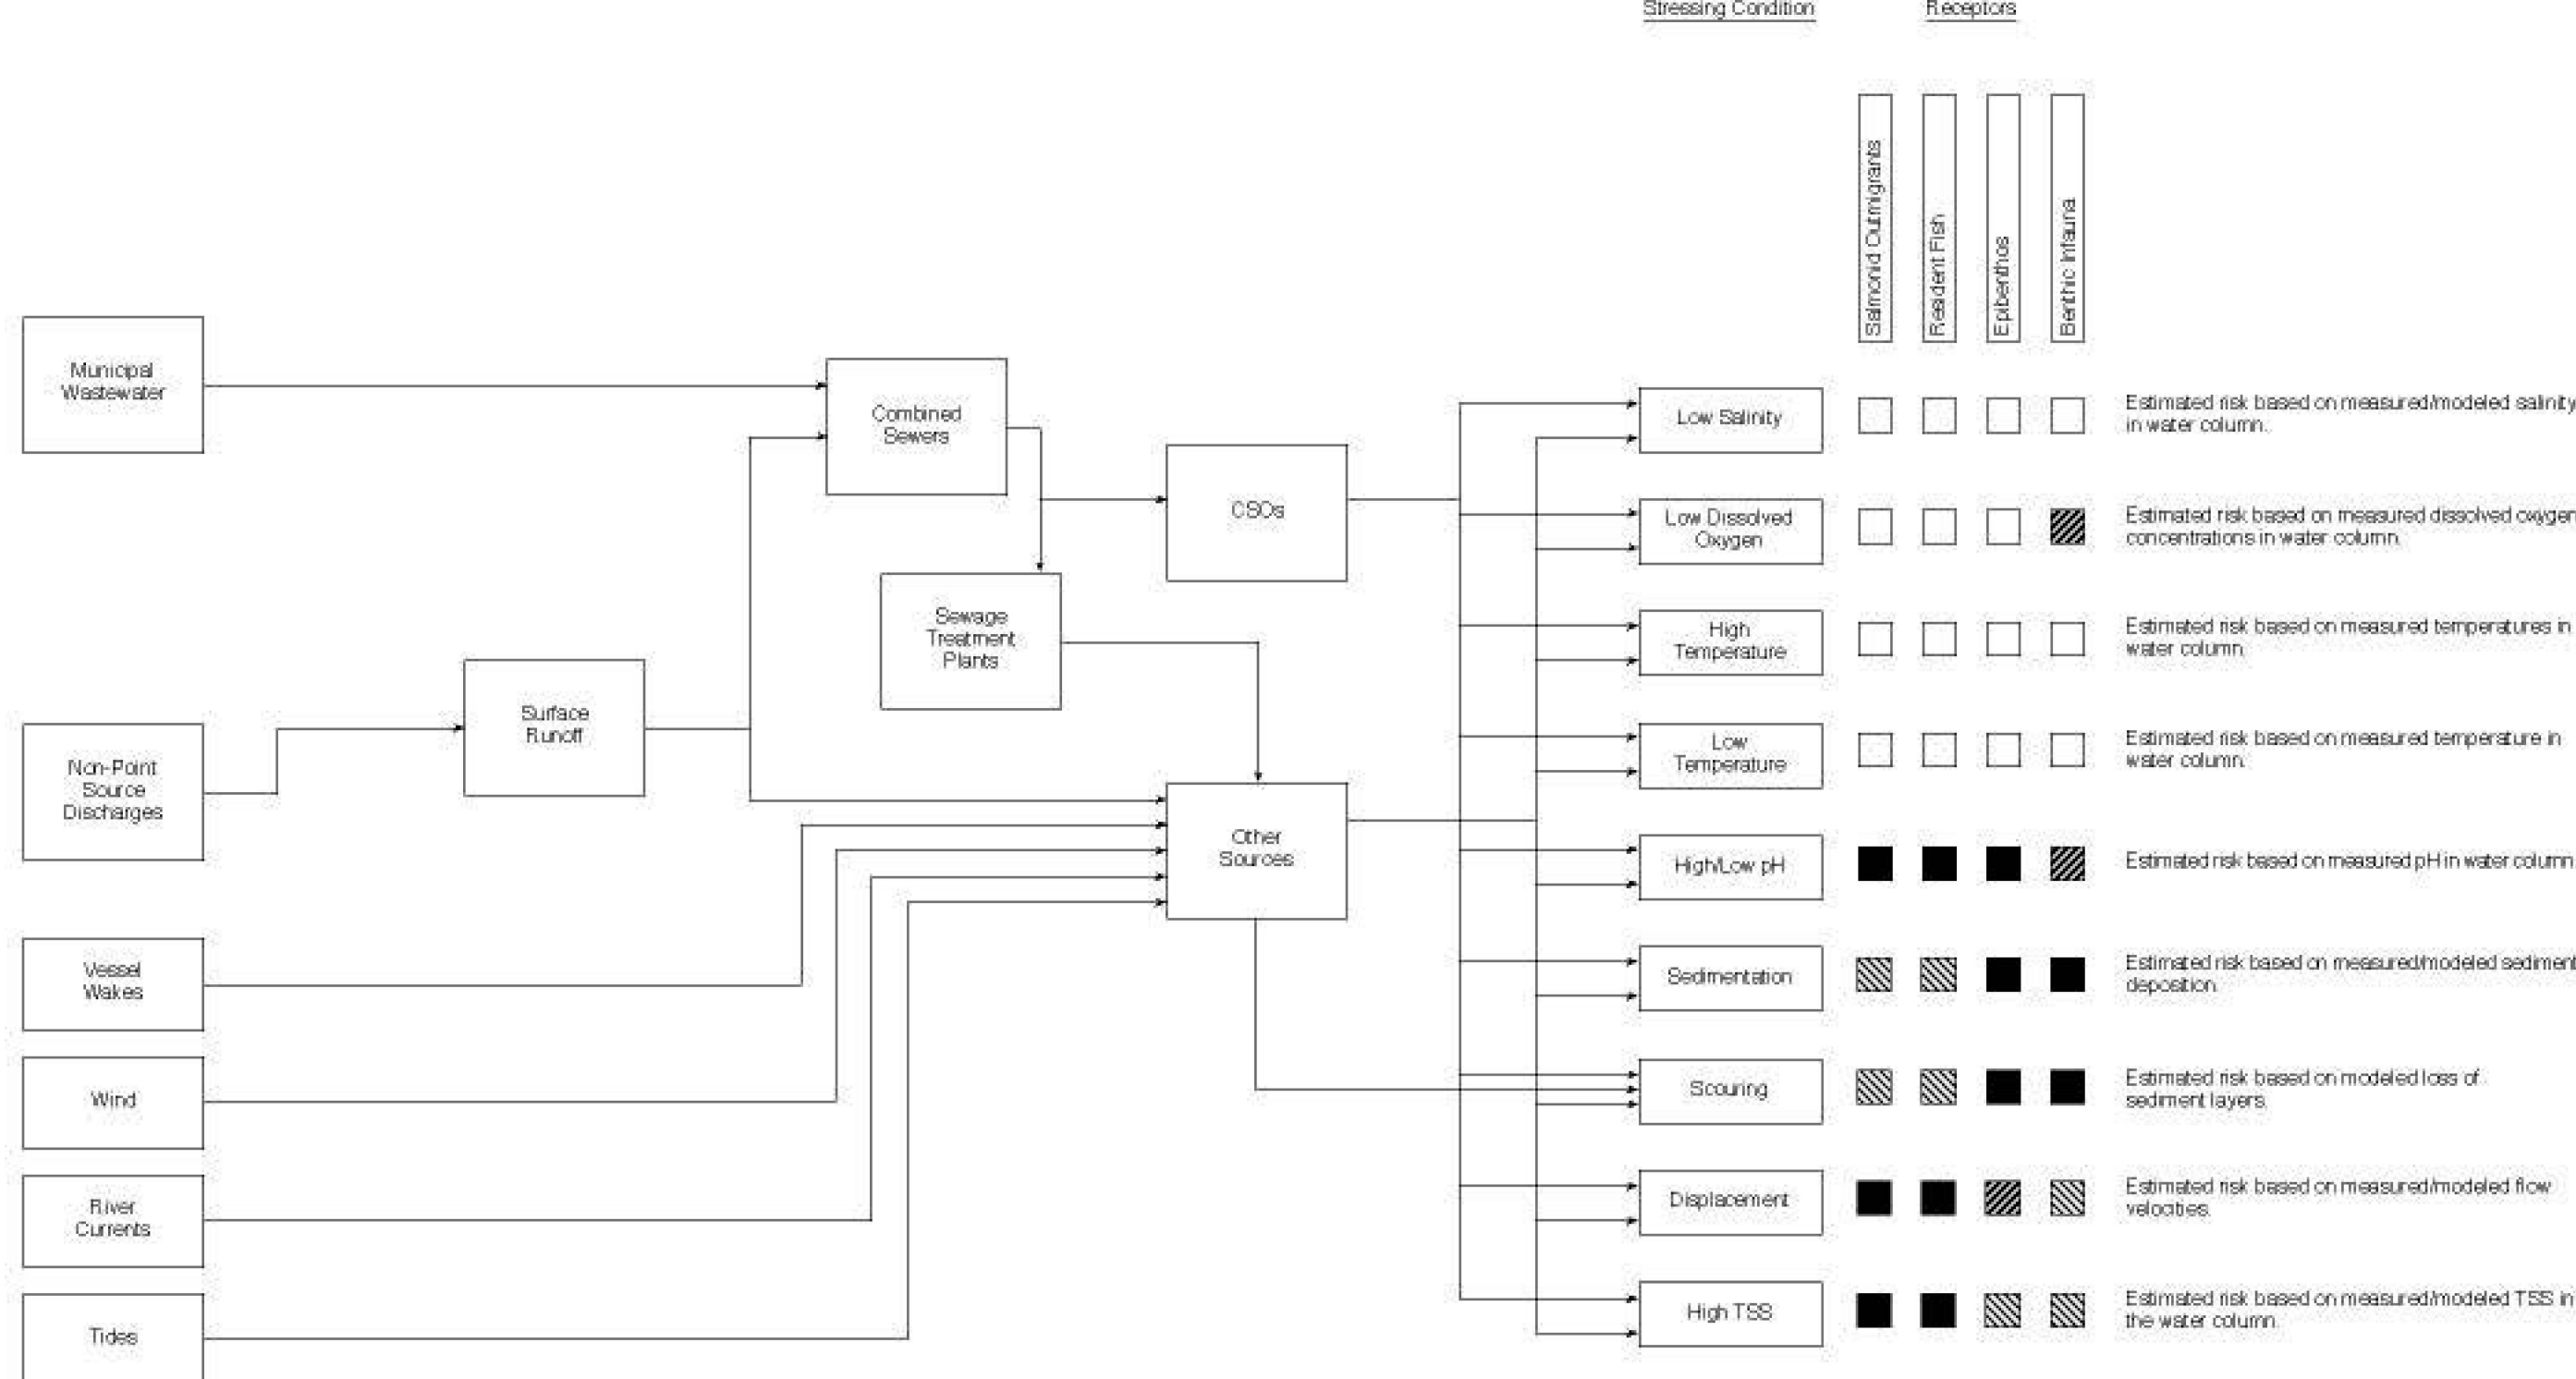 Stressing Condition
Receptors
Salmonid Outmigrants
Resident Fish
Epibenthos
Benthic Infauna
Municipal
Wastewater
Combined
Sewers
CSOs
Sewage
Treatment
Plants
Surface
Runoff
Non-Point
Source
Discharges
Other
Sources
Vessel
Wakes
Wind
River
Currents
Tides
Low Salinity
Estimated risk based on measured/modeled salinity
in water column.
Low Dissolved
Oxygen
Estimated risk based on measured dissolved oxygen
concentrations in water column.
High
Temperature
Estimated risk based on measured temperatures in
water column.
Low
Temperature
Estimated risk based on measured temperature in
water column.
High/Low pH
Estimated risk based on measured pH in water column
Sedimentation
Estimated risk based on measured/modeled sediment
deposition.
Scouring
Estimated risk based on modeled loss of
sediment layers.
Displacement
Estimated risk based on measured/modeled flow
velocities.
High TSS
Estimated risk based on measured/modeled TSS in
the water column.